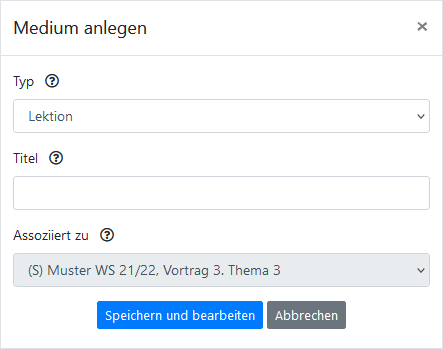 Medium anlegen ×
Typ ?
Lektion
Titel ?
Assoziiert zu ?
(S) Muster WS 21/22, Vortrag 3. Thema 3
Speichern und bearbeiten Abbrechen